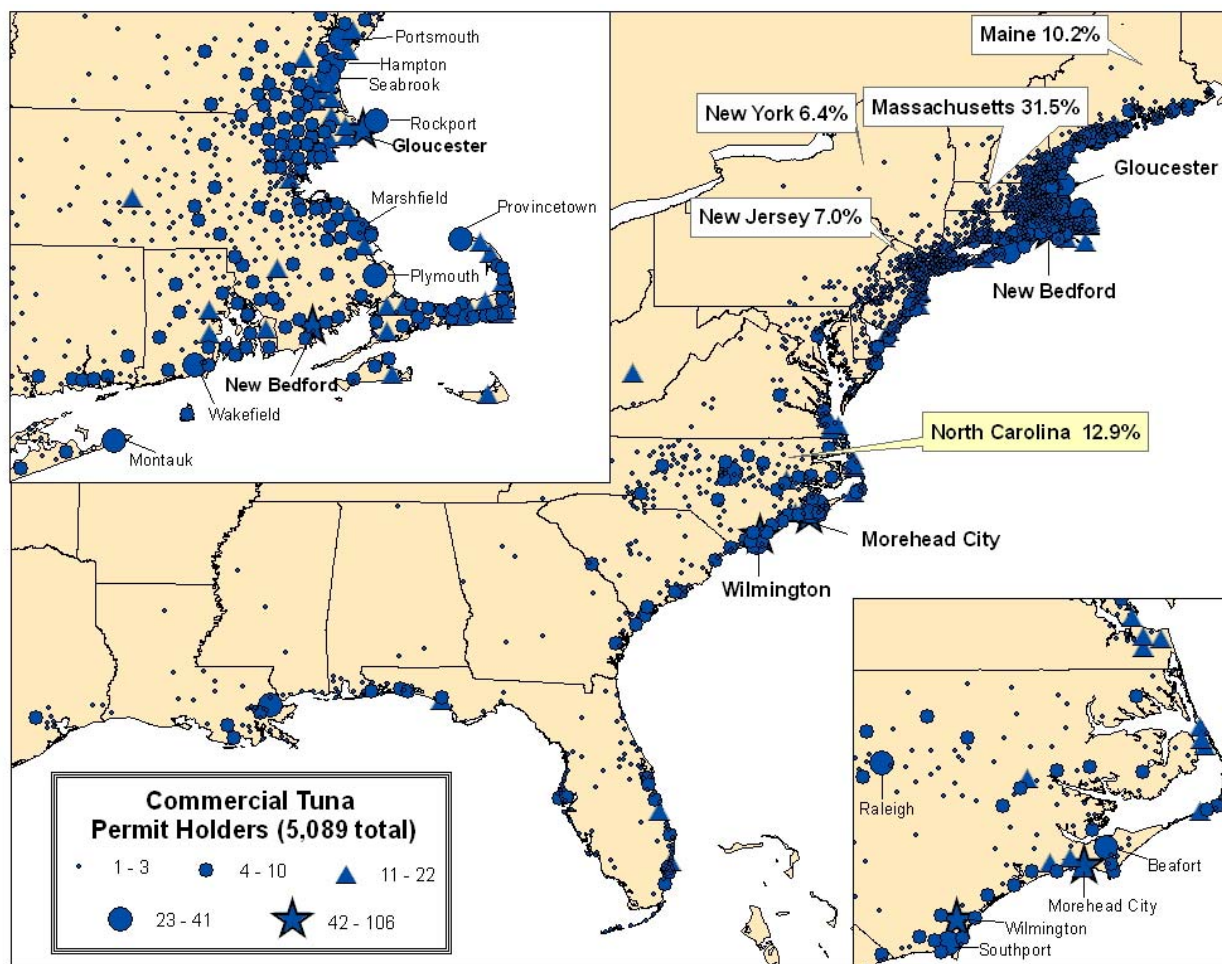 Portsmouth
Hampton
Seabrook
Rockport
Gloucester
Marshfield
Provincetown
Plymouth
New Bedford
Wakefield
Montauk
Maine 10.2%
New York 6.4%
Massachusetts 31.5%
Gloucester
New Jersey 7.0%
New Bedford
North Carolina 12.9%
Morehead City
Wilmington
Raleigh
Beafort
Morehead City
Wilmington
Southport
Commercial Tuna
Permit Holders (5,089 total)
1 - 3
4 - 10
11 - 22
23 - 41
42 - 106